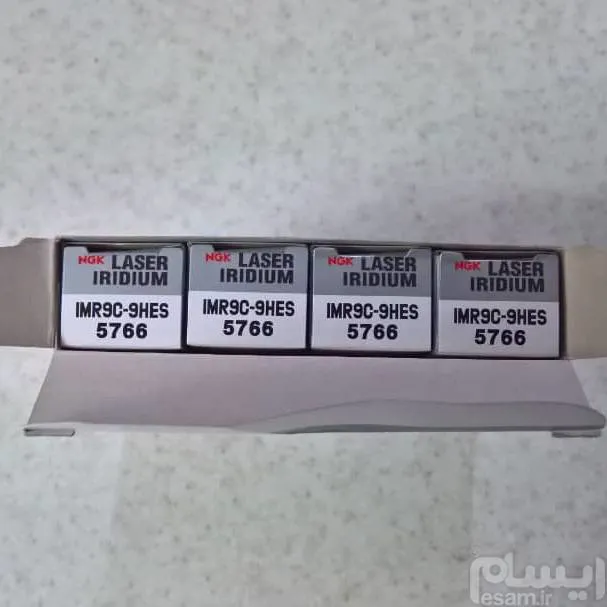 NGK LASER
IRIDIUM
IMR9C-9HES
5766
NGK LASER
IRIDIUM
IMR9C-9HES
5766
NGK LASER
IRIDIUM
IMR9C-9HES
5766
NGK LASER
IRIDIUM
IMR9C-9HES
5766
ایسام
esam.ir